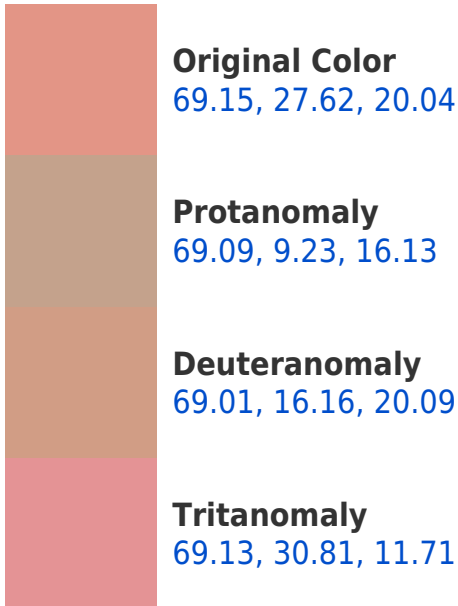 Original Color
69.15, 27.62, 20.04
Protanomaly
69.09, 9.23, 16.13
Deuteranomaly
69.01, 16.16, 20.09
Tritanomaly
69.13, 30.81, 11.71